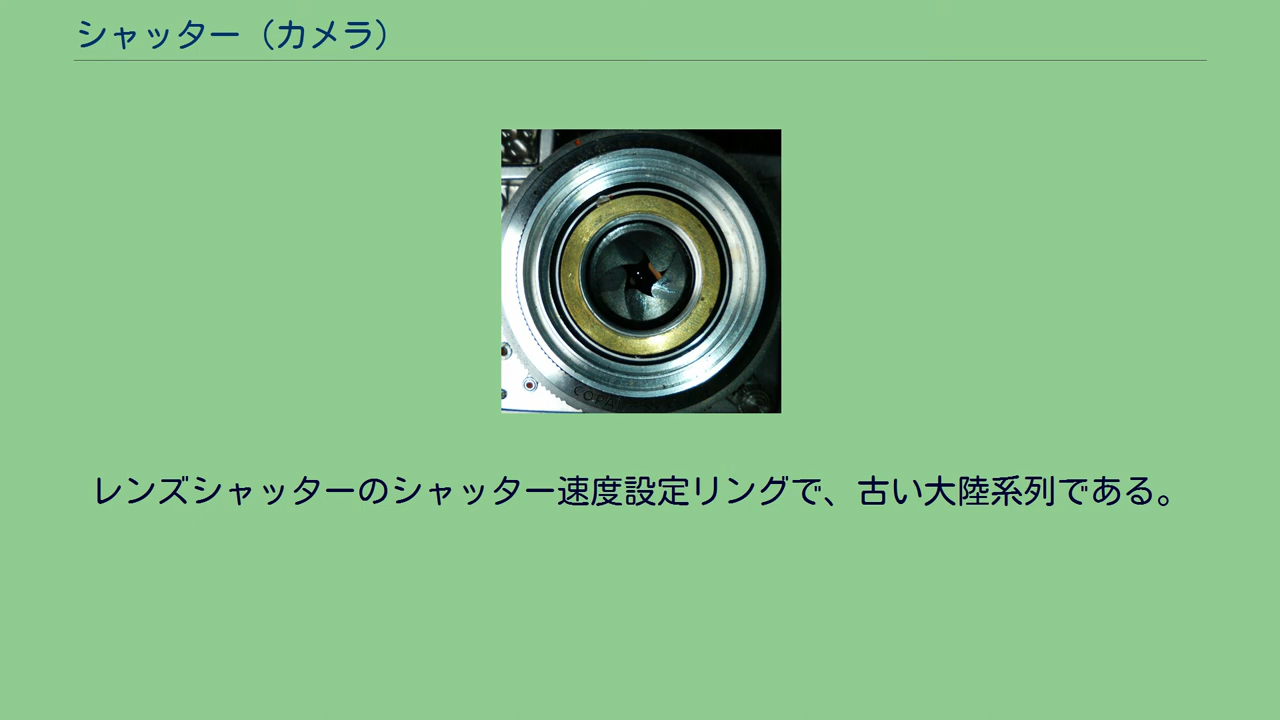 シャッター（カメラ）
COPAL
レンズシャッターのシャッター速度設定リングで、古い大陸系列である。